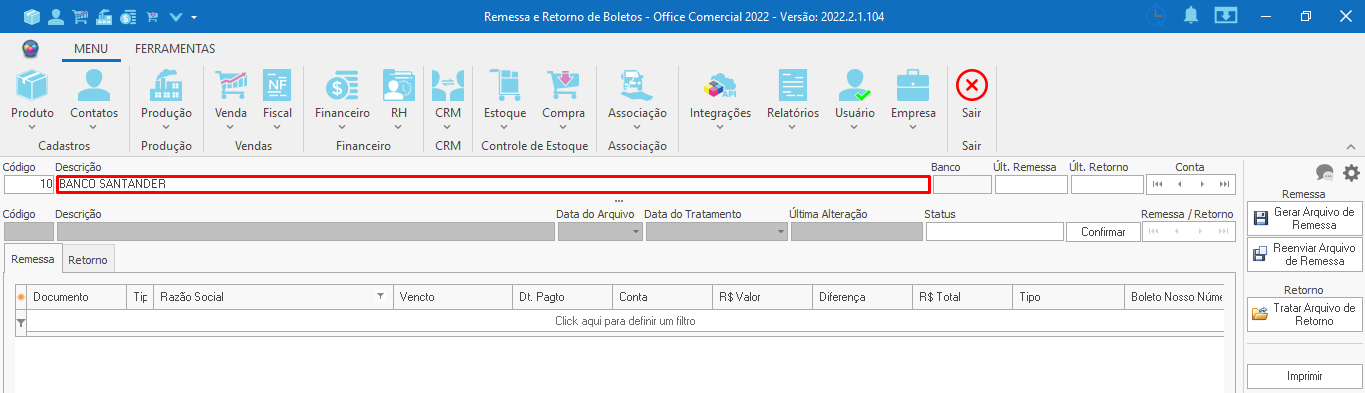 Remessa e Retorno de Boletos - Office Comercial 2022 - Versão: 2022.2.1.104
MENU FERRAMENTAS
NF API
Produto Contatos Produção Venda Fiscal Financeiro RH CRM Estoque Compra Associação Integrações Relatórios Usuário Empresa Sair
Cadastros Produção Vendas Financeiro CRM Controle de Estoque Associação Sair
Código Descrição Banco Últ. Remessa Últ. Retorno Conta
10 BANCO SANTANDER
...
Remessa
Código Descrição Data do Arquivo Data do Tratamento Última Alteração Status Remessa / Retorno
Confirmar
Gerar Arquivo de
Remessa
Reenviar Arquivo
de Remessa
Remessa Retorno
Retorno
Documento Tip Razão Social Vencto Dt. Pagto Conta R$ Valor Diferença R$ Total Tipo Boleto Nosso Núme
Click aqui para definir um filtro
Tratar Arquivo de
Retorno
Imprimir